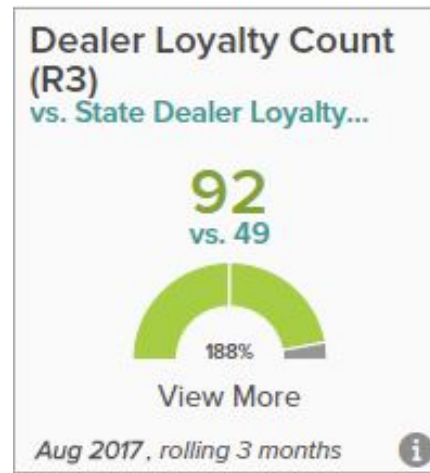 Dealer Loyalty Count
(R3)
vs. State Dealer Loyalty...
92
vs. 49
188%
View More
Aug 2017, rolling 3 months
i